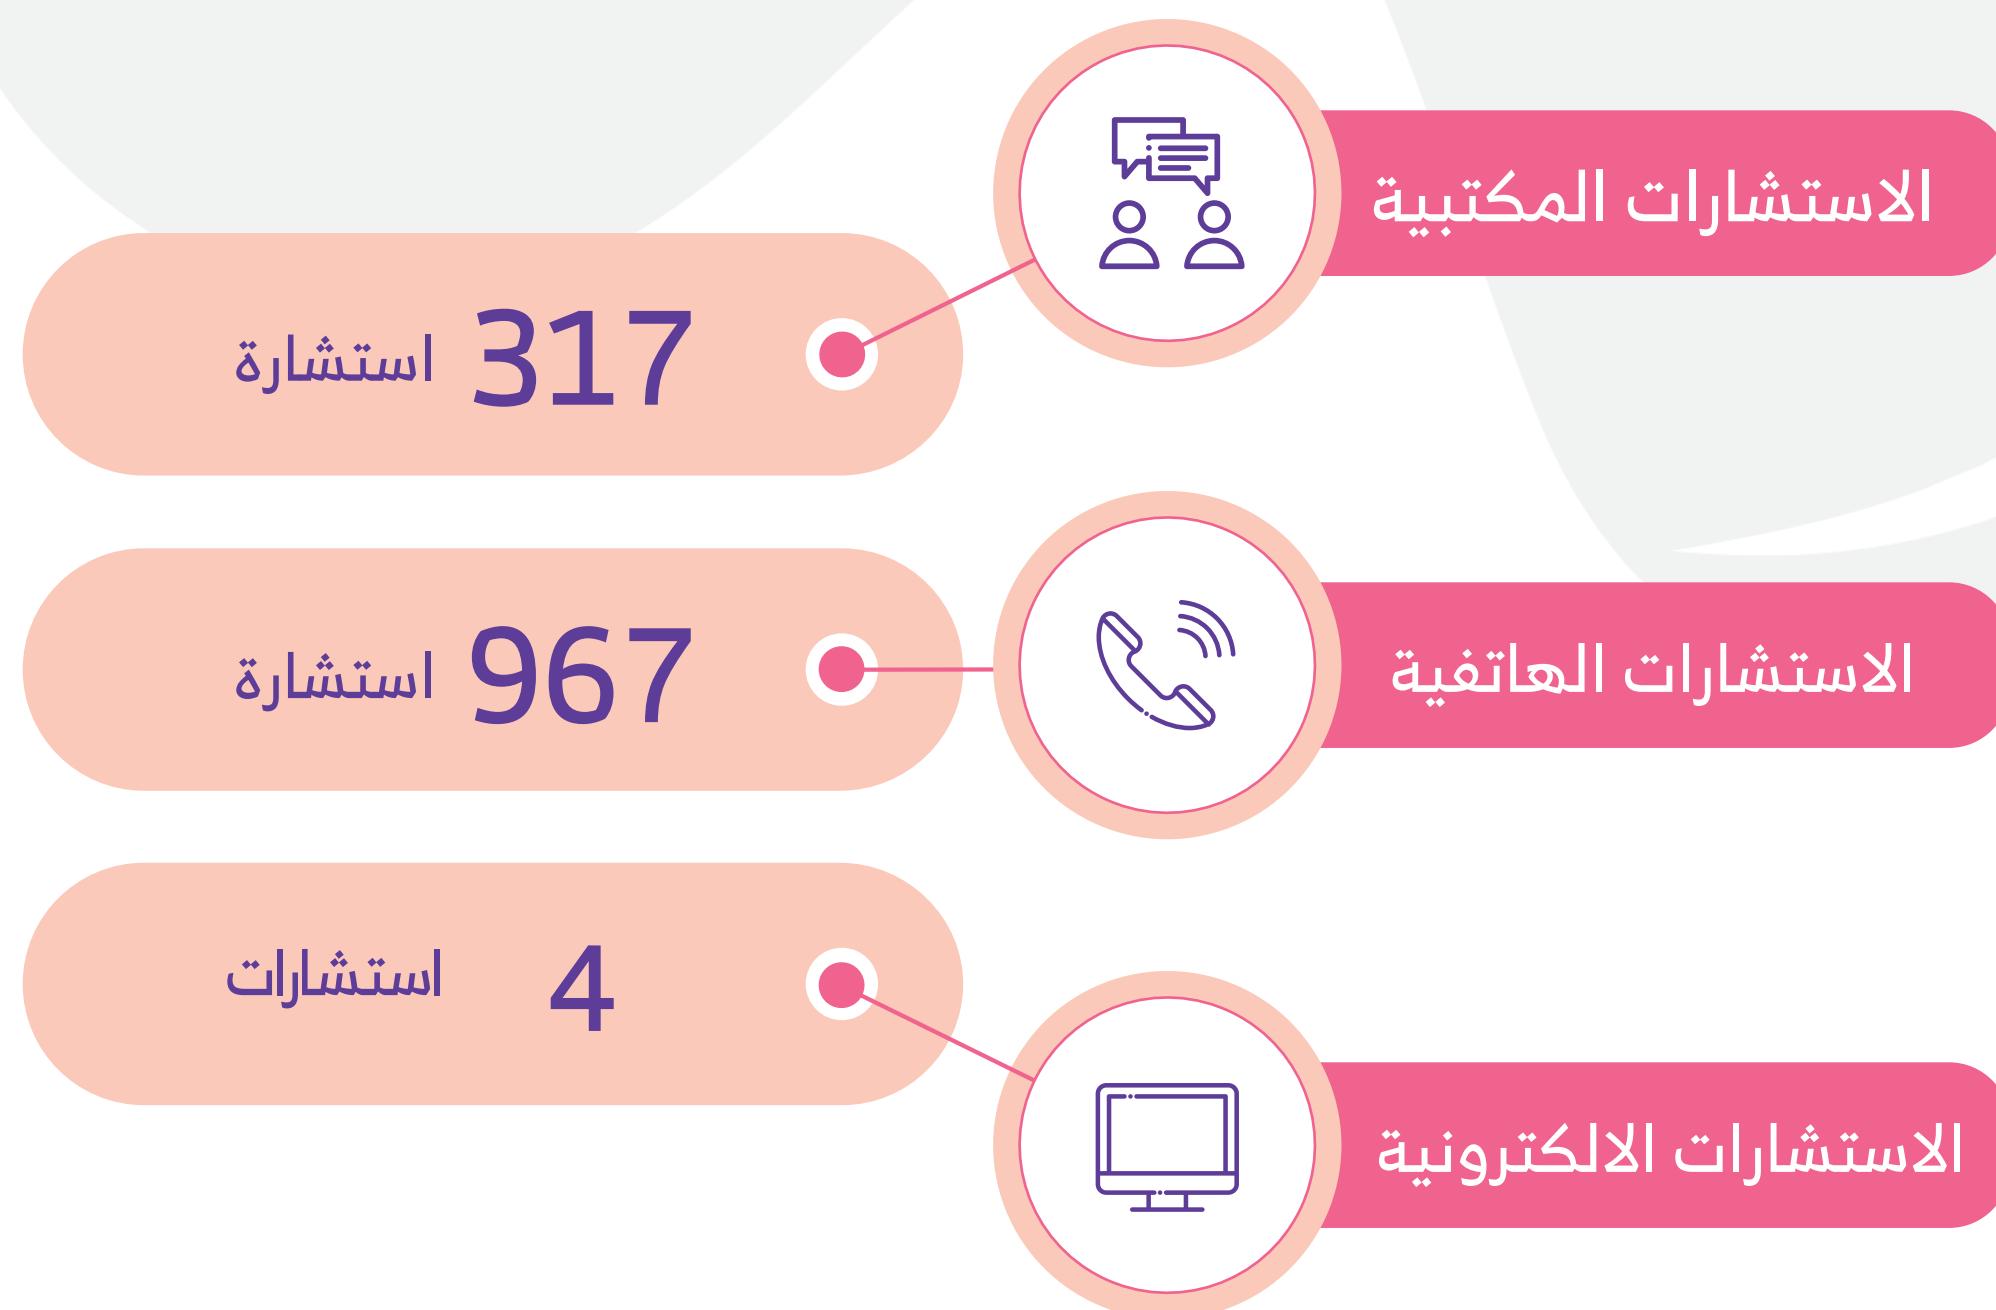 الاستشارات المكتبية
317 استشارة
الاستشارات الهاتفية
967 استشارة
الاستشارات الالكترونية
4 استشارات